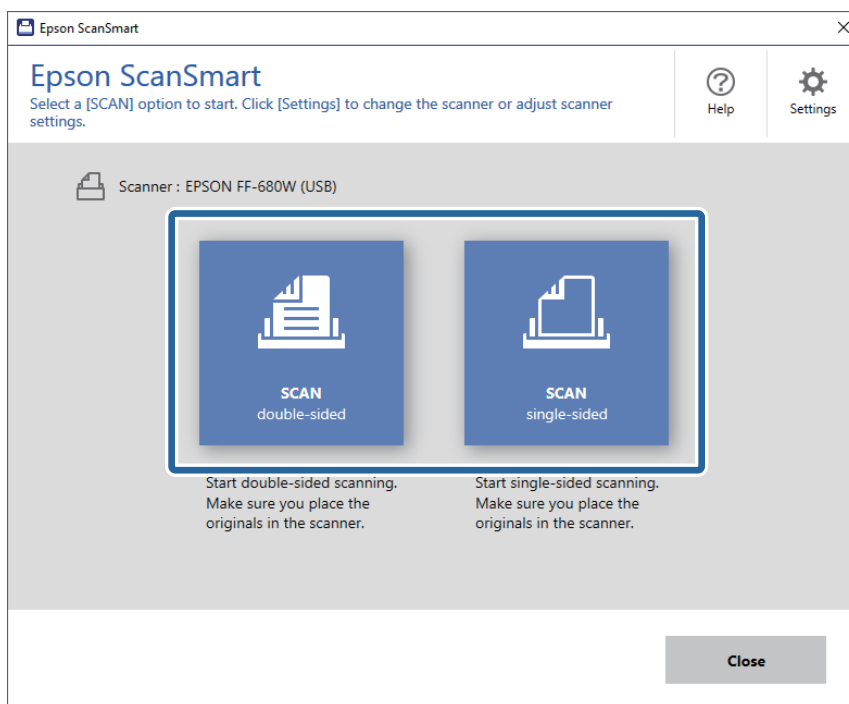 Epson ScanSmart
Epson ScanSmart
Select a [SCAN] option to start. Click [Settings] to change the scanner or adjust scanner
settings.
Help
Settings
Scanner : EPSON FF-680W (USB)
SCAN
double-sided
SCAN
single-sided
Start double-sided scanning.
Make sure you place the
originals in the scanner.
Start single-sided scanning.
Make sure you place the
originals in the scanner.
Close